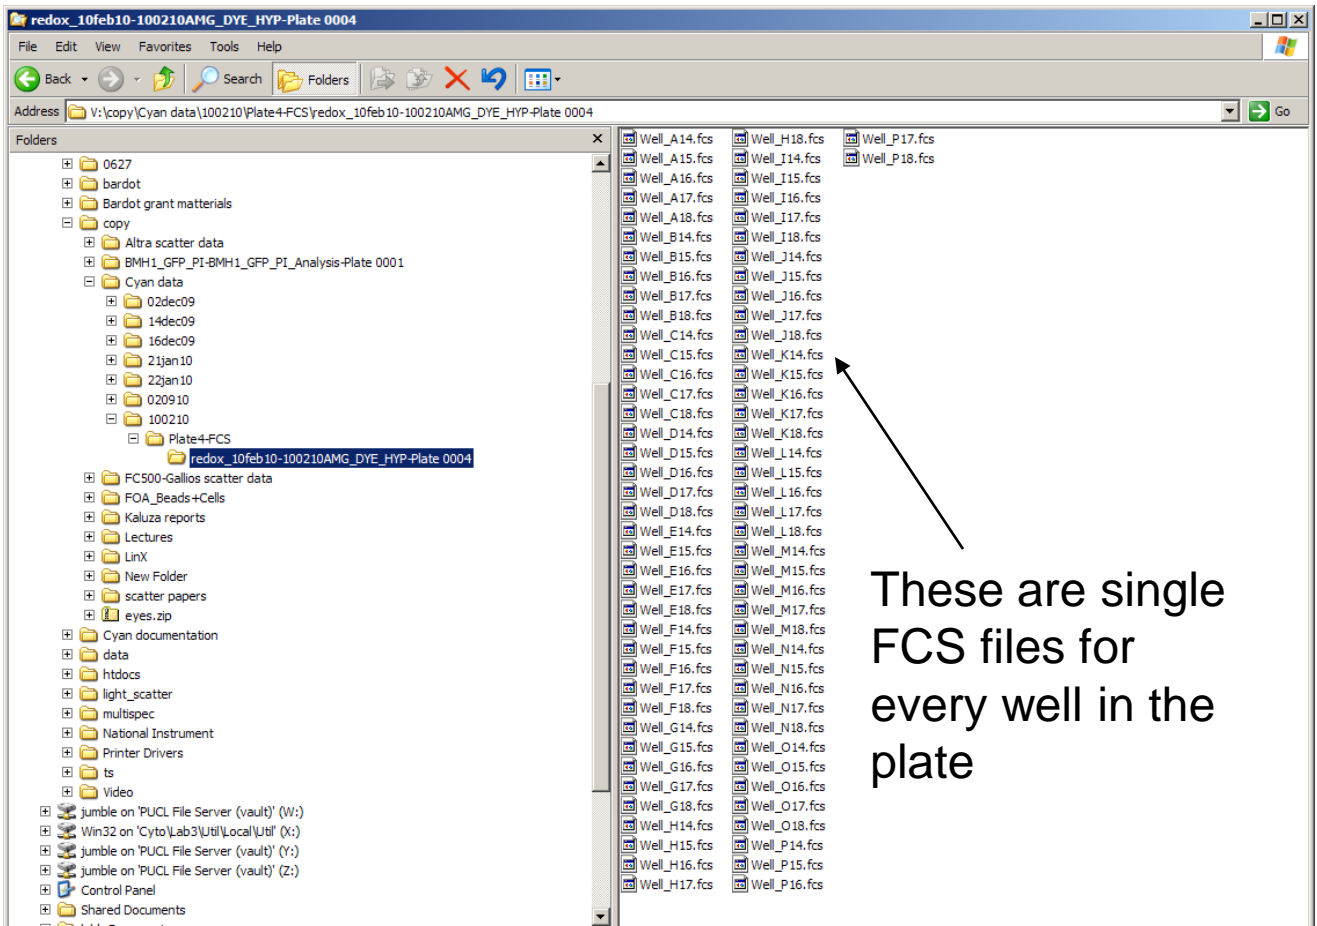 redox_10feb10-100210AMG_DYE_HYP-Plate 0004
File Edit View Favorites Tools Help
Back Search Folders
Address V:\copy\Cyan data\100210\Plate4-FCS\redox_10feb10-100210AMG_DYE_HYP-Plate 0004 Go
Folders
0627
bardot
Bardot grant matterials
copy
Altra scatter data
BMH1_GFP_PI-BMH1_GFP_PI_Analysis-Plate 0001
Cyan data
02dec09
14dec09
16dec09
21jan10
22jan10
020910
100210
Plate4-FCS
redox_10feb10-100210AMG_DYE_HYP-Plate 0004
FC500-Gallios scatter data
FOA_Beads+Cells
Kaluza reports
Lectures
LinX
New Folder
scatter papers
eyes.zip
Cyan documentation
data
htdocs
light_scatter
multispec
National Instrument
Printer Drivers
ts
Video
jumble on 'PUCL File Server (vault)' (W:)
Win32 on 'Cyto\Lab3\Util\Local\Util' (X:)
jumble on 'PUCL File Server (vault)' (Y:)
jumble on 'PUCL File Server (vault)' (Z:)
Control Panel
Shared Documents
Well_A14.fcs
Well_A15.fcs
Well_A16.fcs
Well_A17.fcs
Well_A18.fcs
Well_B14.fcs
Well_B15.fcs
Well_B16.fcs
Well_B17.fcs
Well_B18.fcs
Well_C14.fcs
Well_C15.fcs
Well_C16.fcs
Well_C17.fcs
Well_C18.fcs
Well_D14.fcs
Well_D15.fcs
Well_D16.fcs
Well_D17.fcs
Well_D18.fcs
Well_E14.fcs
Well_E15.fcs
Well_E16.fcs
Well_E17.fcs
Well_E18.fcs
Well_F14.fcs
Well_F15.fcs
Well_F16.fcs
Well_F17.fcs
Well_F18.fcs
Well_G14.fcs
Well_G15.fcs
Well_G16.fcs
Well_G17.fcs
Well_G18.fcs
Well_H14.fcs
Well_H15.fcs
Well_H16.fcs
Well_H17.fcs
Well_H18.fcs
Well_I14.fcs
Well_I15.fcs
Well_I16.fcs
Well_I17.fcs
Well_I18.fcs
Well_J14.fcs
Well_J15.fcs
Well_J16.fcs
Well_J17.fcs
Well_J18.fcs
Well_K14.fcs
Well_K15.fcs
Well_K16.fcs
Well_K17.fcs
Well_K18.fcs
Well_L14.fcs
Well_L15.fcs
Well_L16.fcs
Well_L17.fcs
Well_L18.fcs
Well_M14.fcs
Well_M15.fcs
Well_M16.fcs
Well_M17.fcs
Well_M18.fcs
Well_N14.fcs
Well_N15.fcs
Well_N16.fcs
Well_N17.fcs
Well_N18.fcs
Well_O14.fcs
Well_O15.fcs
Well_O16.fcs
Well_O17.fcs
Well_O18.fcs
Well_P14.fcs
Well_P15.fcs
Well_P16.fcs
Well_P17.fcs
Well_P18.fcs
These are single
FCS files for
every well in the
plate